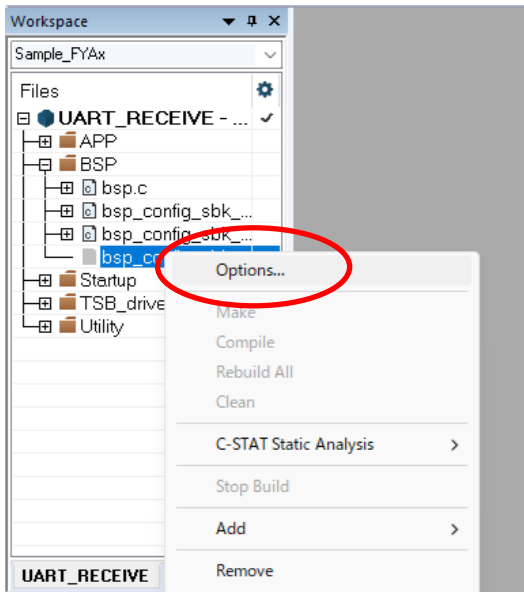 Workspace
Sample_FYAx
Files
UART_RECEIVE - ...
APP
BSP
bsp.c
bsp_config_sbk_...
bsp_config_sbk_...
Startup
TSB_drive
Utility
Options...
Make
Compile
Rebuild All
Clean
C-STAT Static Analysis
Stop Build
Add
Remove
UART_RECEIVE